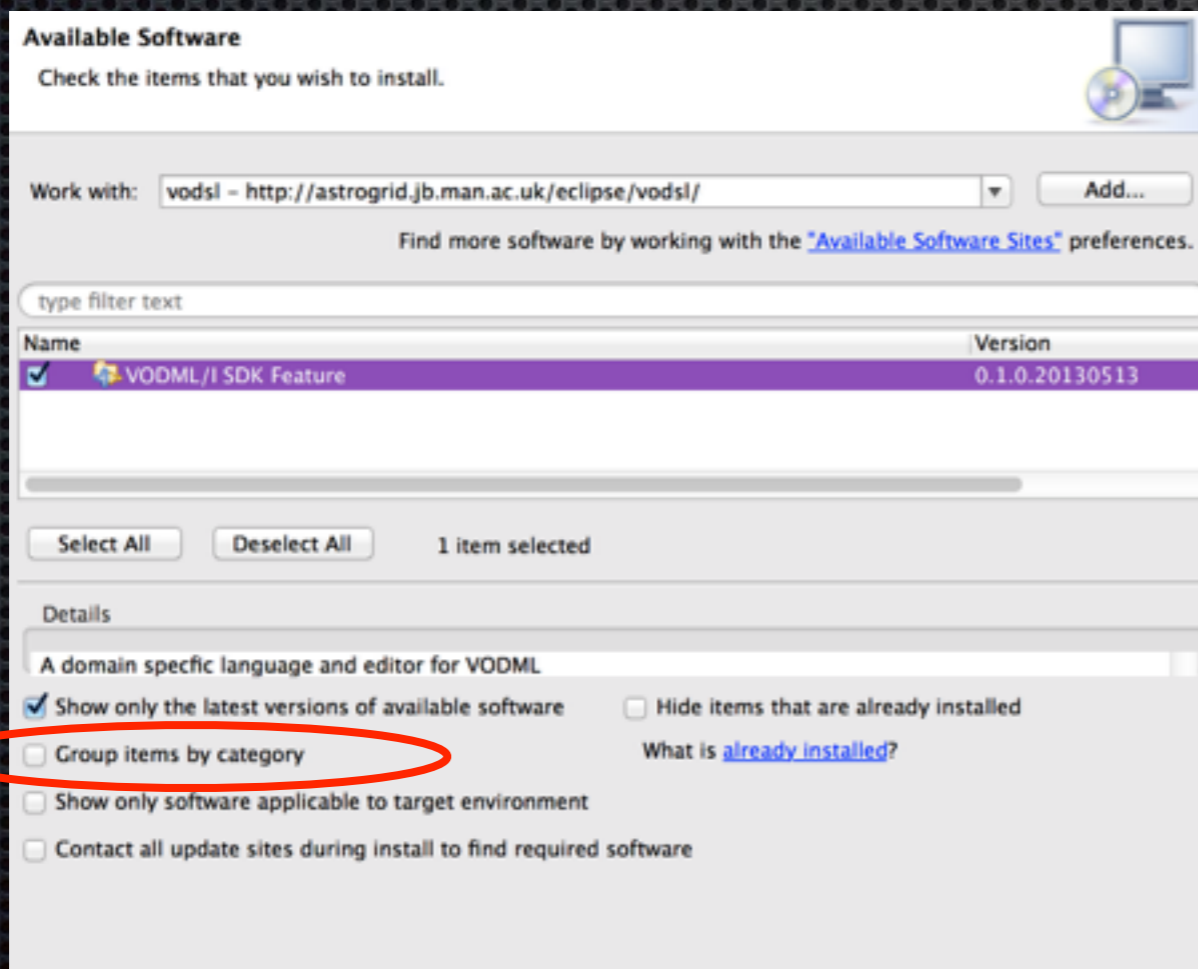 Available Software
Check the items that you wish to install.
Work with: vodsl - http://astrogrid.jb.man.ac.uk/eclipse/vodsl/ Add...
Find more software by working with the "Available Software Sites" preferences.
type filter text
Name Version
VODML/I SDK Feature 0.1.0.20130513
Select All Deselect All 1 item selected
Details
A domain specfic language and editor for VODML
Show only the latest versions of available software Hide items that are already installed
Group items by category What is already installed?
Show only software applicable to target environment
Contact all update sites during install to find required software